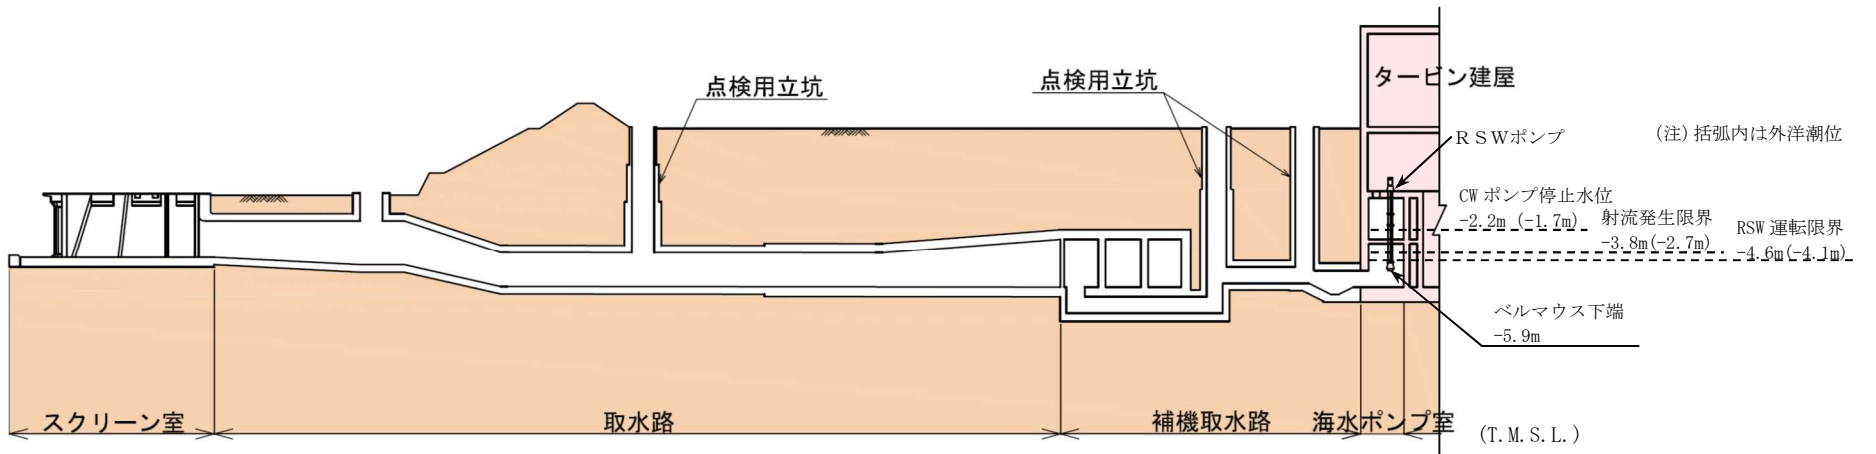 点検用立坑
点検用立坑
タービン建屋
RSWポンプ
(注)括弧内は外洋潮位
CWポンプ停止水位
-2.2m (-1.7m)
射流発生限界
-3.8m(-2.7m)
RSW運転限界
-4.6m(-4.1m)
ベルマウス下端
-5.9m
スクリーン室
取水路
補機取水路
海水ポンプ室
(T.M.S.L.)